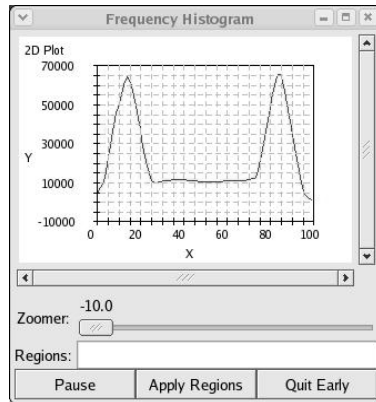 Frequency Histogram
2D Plot
70000
50000
30000
Y
10000
-10000
0 20 40 60 80 100
X
-10.0
Zoomer:
Regions:
Pause Apply Regions Quit Early